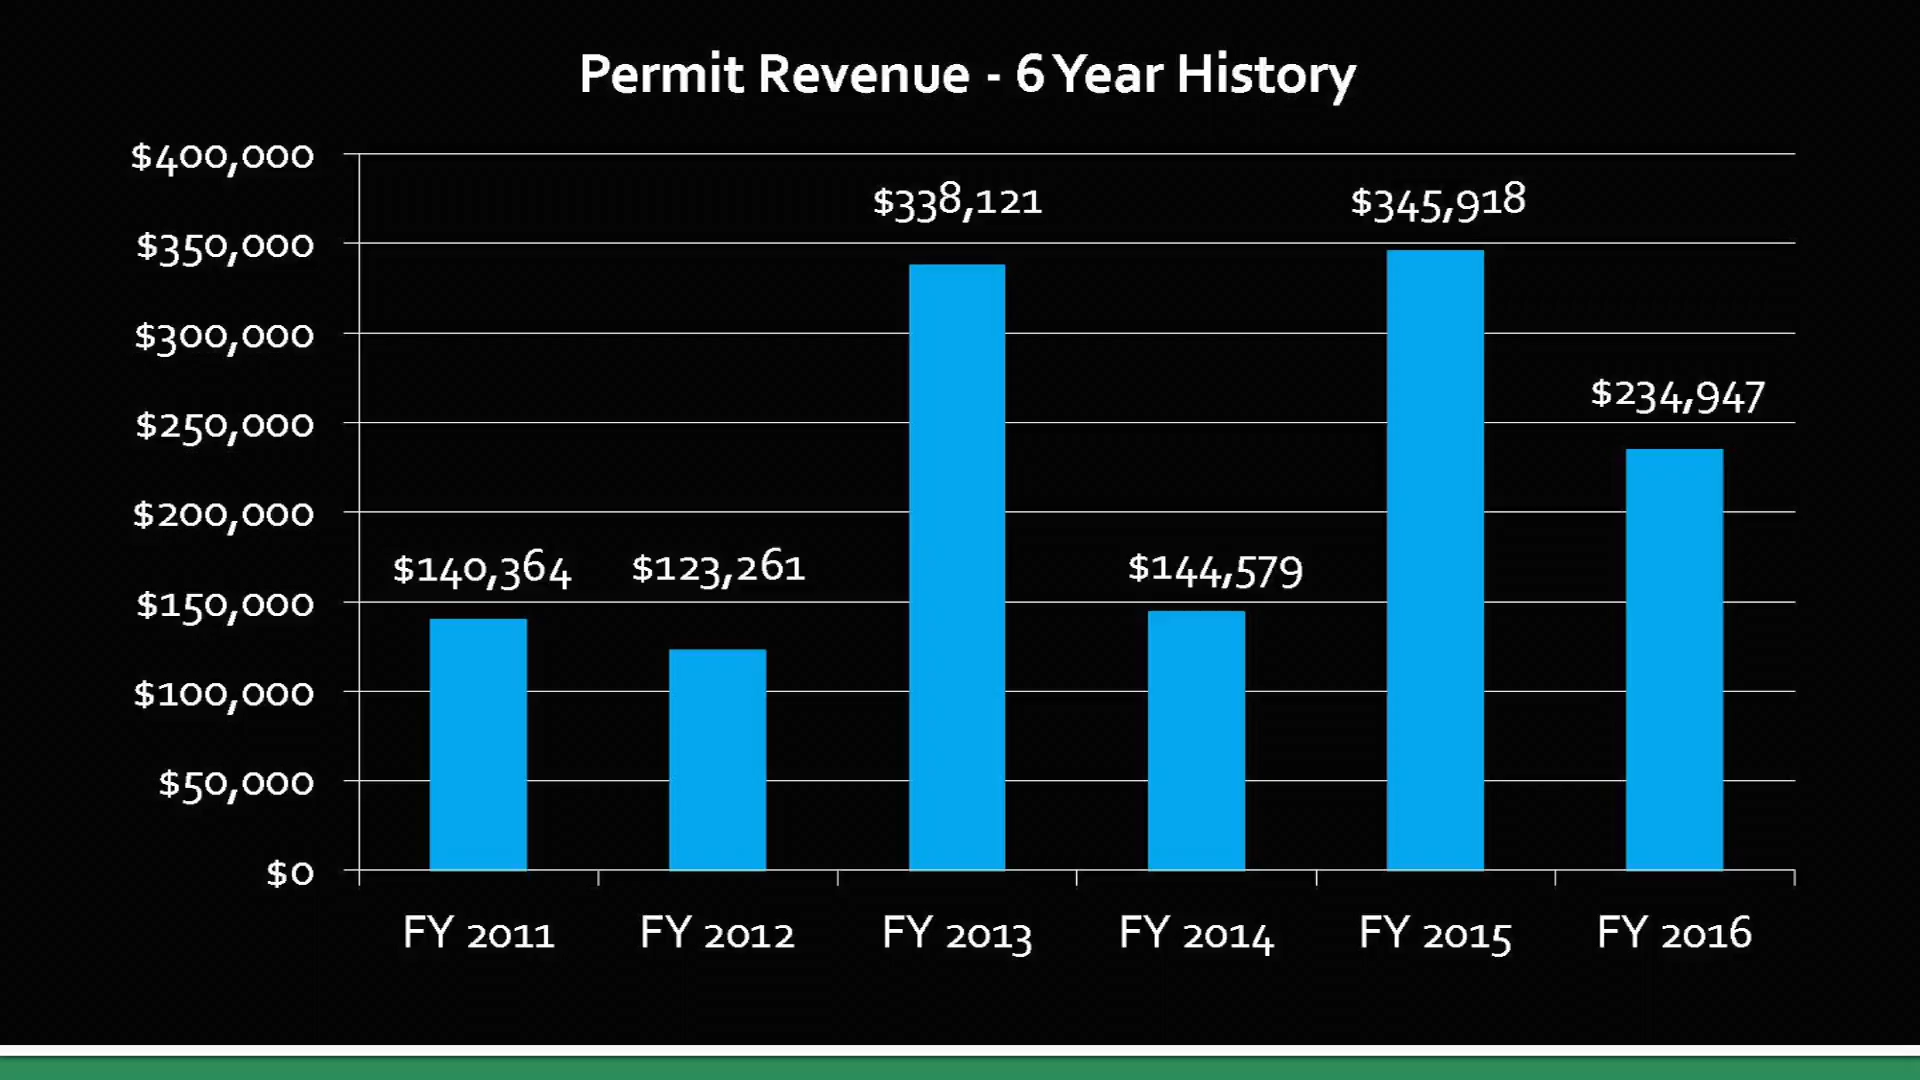 Permit Revenue - 6 Year History
$400,000
$350,000
$300,000
$250,000
$200,000
$150,000
$100,000
$50,000
$0
$140,364
$123,261
$338,121
$144,579
$345,918
$234,947
FY 2011
FY 2012
FY 2013
FY 2014
FY 2015
FY 2016